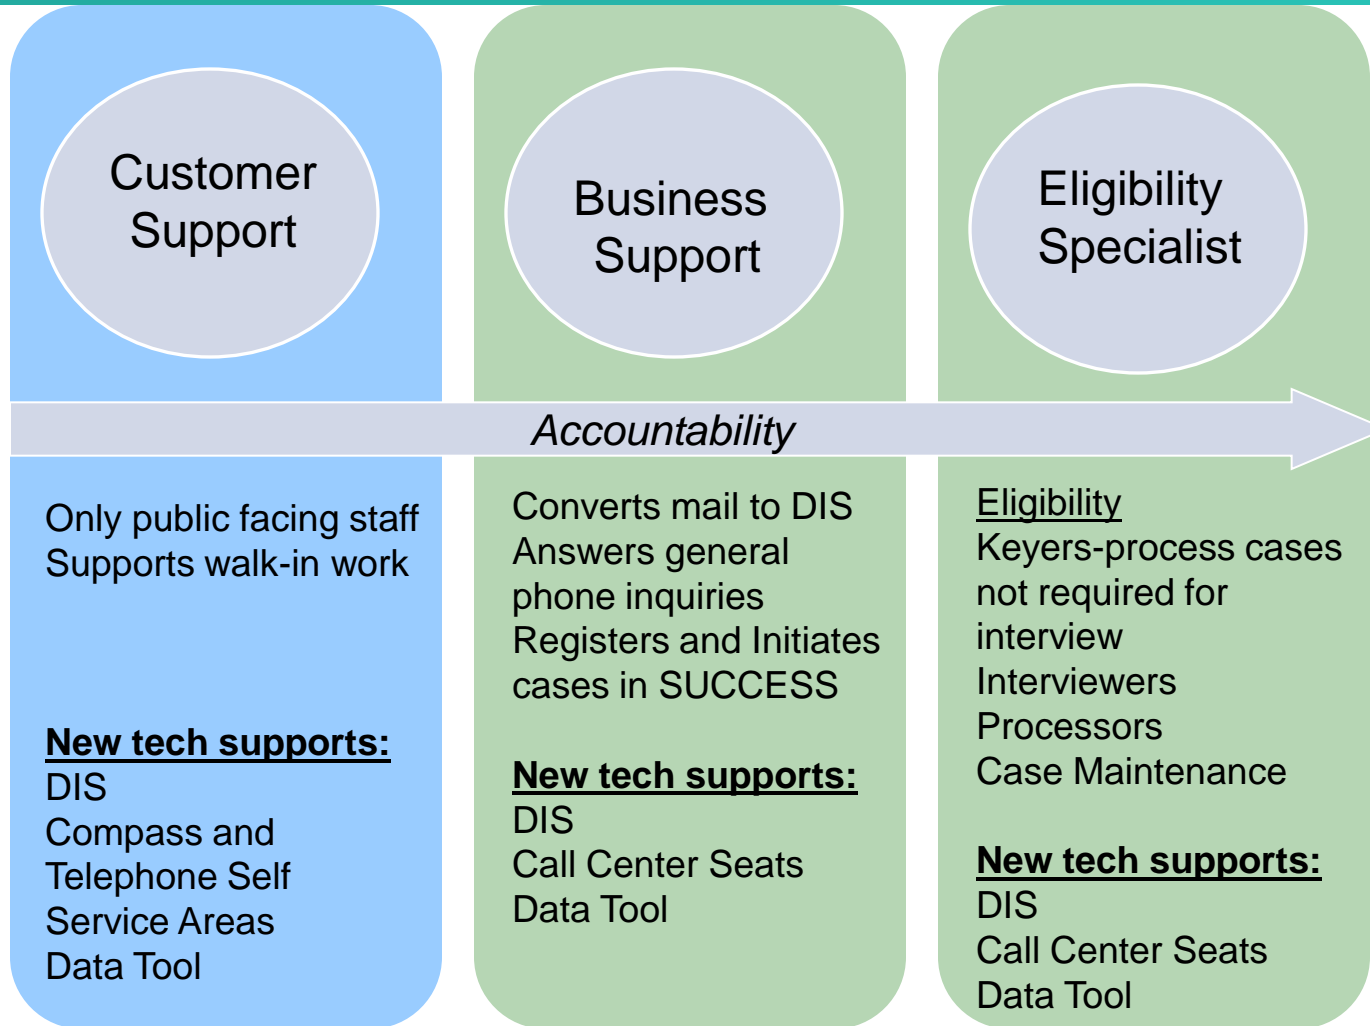 Customer
Support
Business
Support
Eligibility
Specialist
Accountability
Only public facing staff
Supports walk-in work
New tech supports:
DIS
Compass and
Telephone Self
Service Areas
Data Tool
Converts mail to DIS
Answers general
phone inquiries
Registers and Initiates
cases in SUCCESS
New tech supports:
DIS
Call Center Seats
Data Tool
Eligibility
Keyers-process cases
not required for
interview
Interviewers
Processors
Case Maintenance
New tech supports:
DIS
Call Center Seats
Data Tool